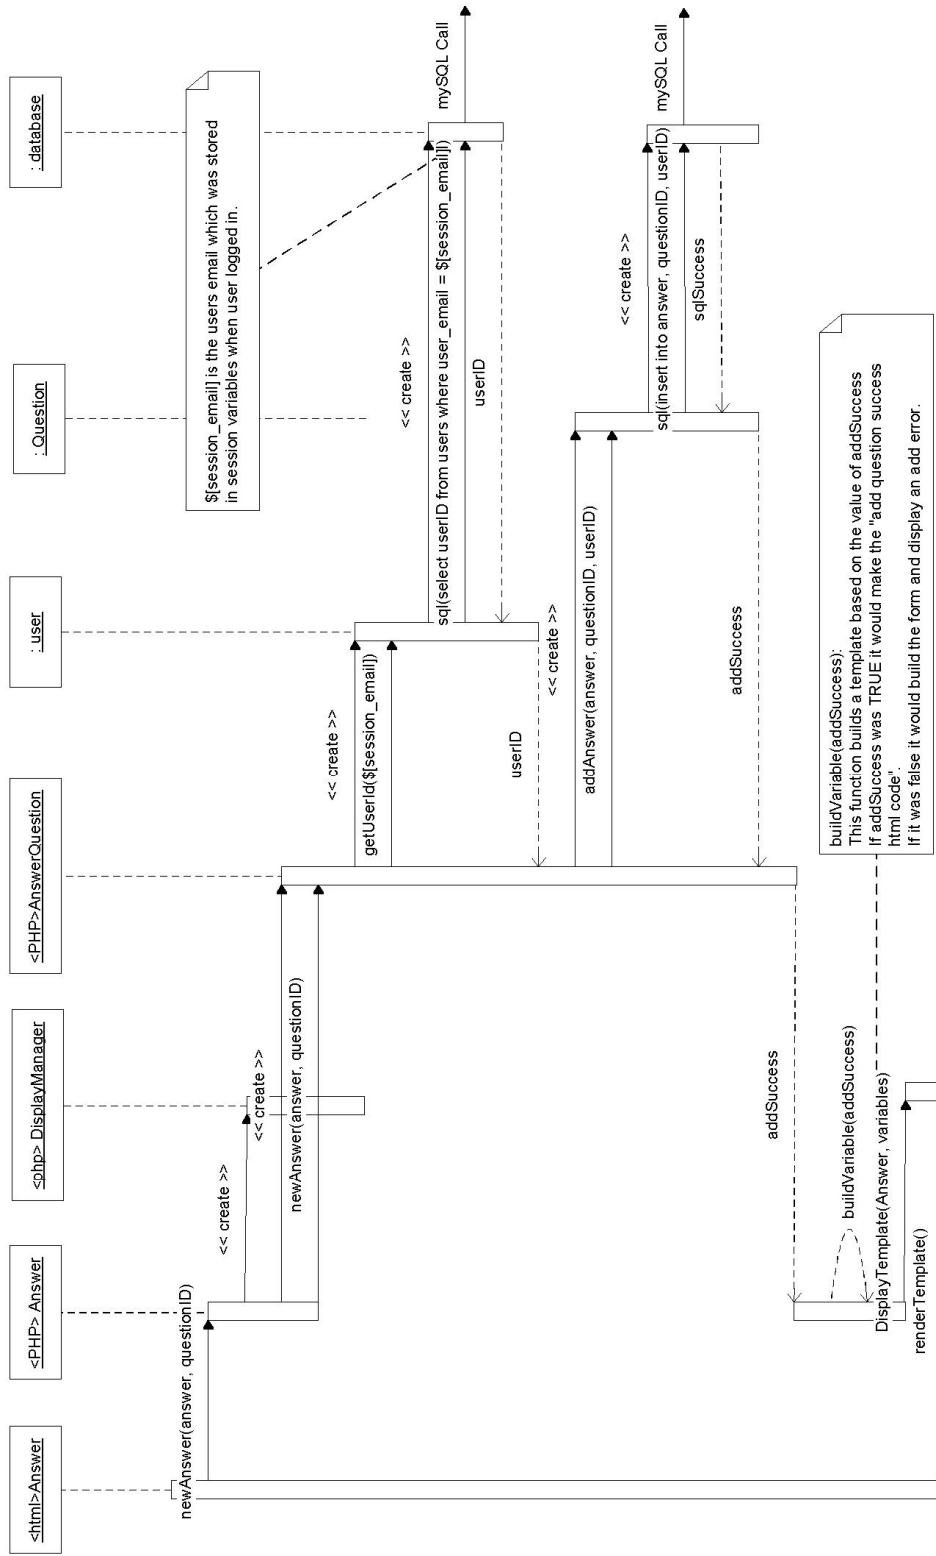 <html>Answer
<PHP> Answer
<php> DisplayManager
<PHP>AnswerQuestion
: user
: Question
: database
newAnswer(answer, questionID)
<< create >>
<< create >>
newAnswer(answer, questionID)
$[session_email] is the users email which was stored
in session variables when user logged in.
<< create >>
getUserId($[session_email])
<< create >>
sql(select userID from users where user_email = $[session_email]l)
mySQL Call
userID
userID
<< create >>
addAnswer(answer, questionID, userID)
<< create >>
sql(insert into answer, questionID, userID)
mySQL Call
sqlSuccess
addSuccess
addSuccess
buildVariable(addSuccess)
buildVariable(addSuccess):
This function builds a template based on the value of addSuccess
If addSuccess was TRUE it would make the "add question success
html code".
If it was false it would build the form and display an add error.
DisplayTemplate(Answer, variables)
renderTemplate()